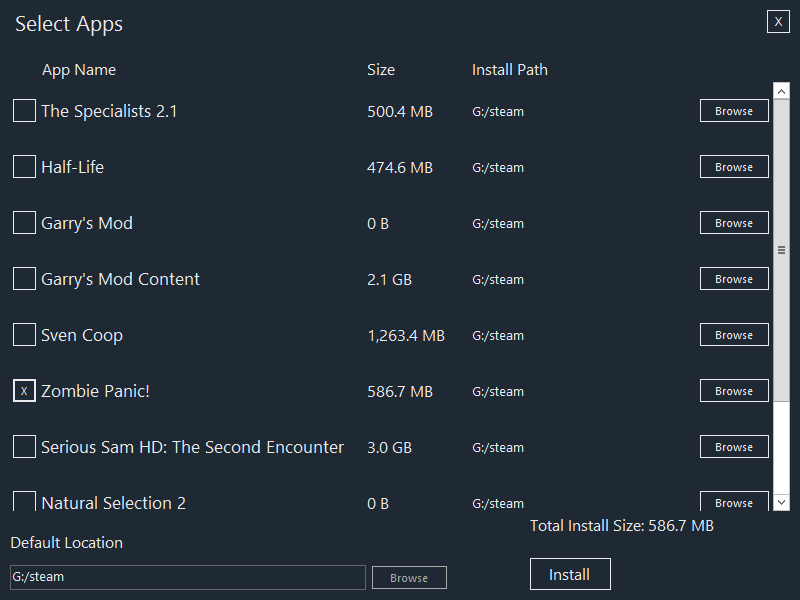 Select Apps X
App Name Size Install Path
The Specialists 2.1 500.4 MB G:/steam Browse
Half-Life 474.6 MB G:/steam Browse
Garry's Mod 0 B G:/steam Browse
Garry's Mod Content 2.1 GB G:/steam Browse
Sven Coop 1,263.4 MB G:/steam Browse
X Zombie Panic! 586.7 MB G:/steam Browse
Serious Sam HD: The Second Encounter 3.0 GB G:/steam Browse
Natural Selection 2 0 B G:/steam Browse
Total Install Size: 586.7 MB
Default Location
G:/steam Browse Install